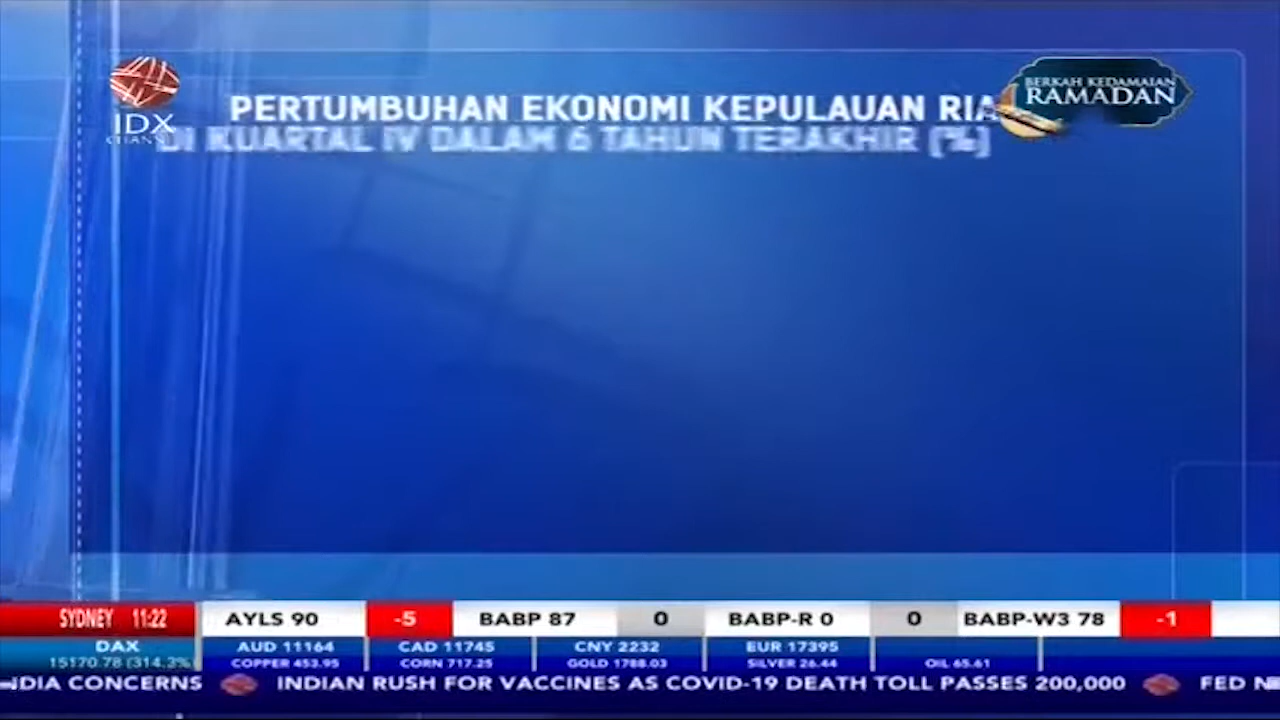 IDX
CHANNEL
BERKAH KEDAMAIAN
RAMADAN
PERTUMBUHAN EKONOMI KEPULAUAN RIA
DI KUARTAL IV DALAM 6 TAHUN TERAKHIR (%)
SYDNEY 11:22 AYLS 90 -5 BABP 87 0 BABP-R 0 0 BABP-W3 78 -1
DAX AUD 11164 CAD 11745 CNY 2232 EUR 17395
15170.78 (314.3% COPPER 453.95 CORN 717.25 GOLD 1788.03 SILVER 26.44 OIL 65.61
DIA CONCERNS INDIAN RUSH FOR VACCINES AS COVID-19 DEATH TOLL PASSES 200,000 FED